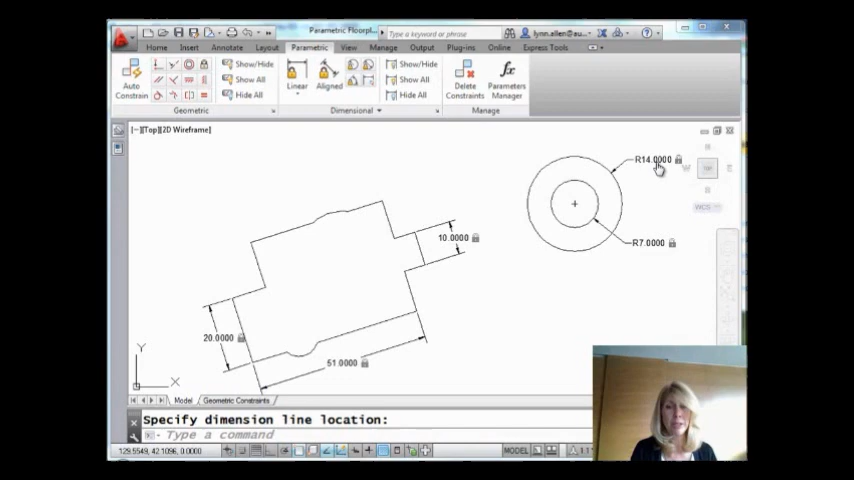 Parametric Floorpl...
Type a keyword or phrase
lynn.allen@au...
Home Insert Annotate Layout Parametric View Manage Output Plug-ins Online Express Tools
Auto Constrain
Show/Hide
Show All
Hide All
Geometric
Linear
Aligned
Show/Hide
Show All
Hide All
Dimensional
Delete Constraints
Parameters Manager
Manage
[−][Top][2D Wireframe]
R14.0000
TOP
W
E
WCS
10.0000
R7.0000
20.0000
51.0000
Y
X
Model Geometric Constraints
Specify dimension line location:
Type a command
129.5549, 42.1096, 0.0000
MODEL